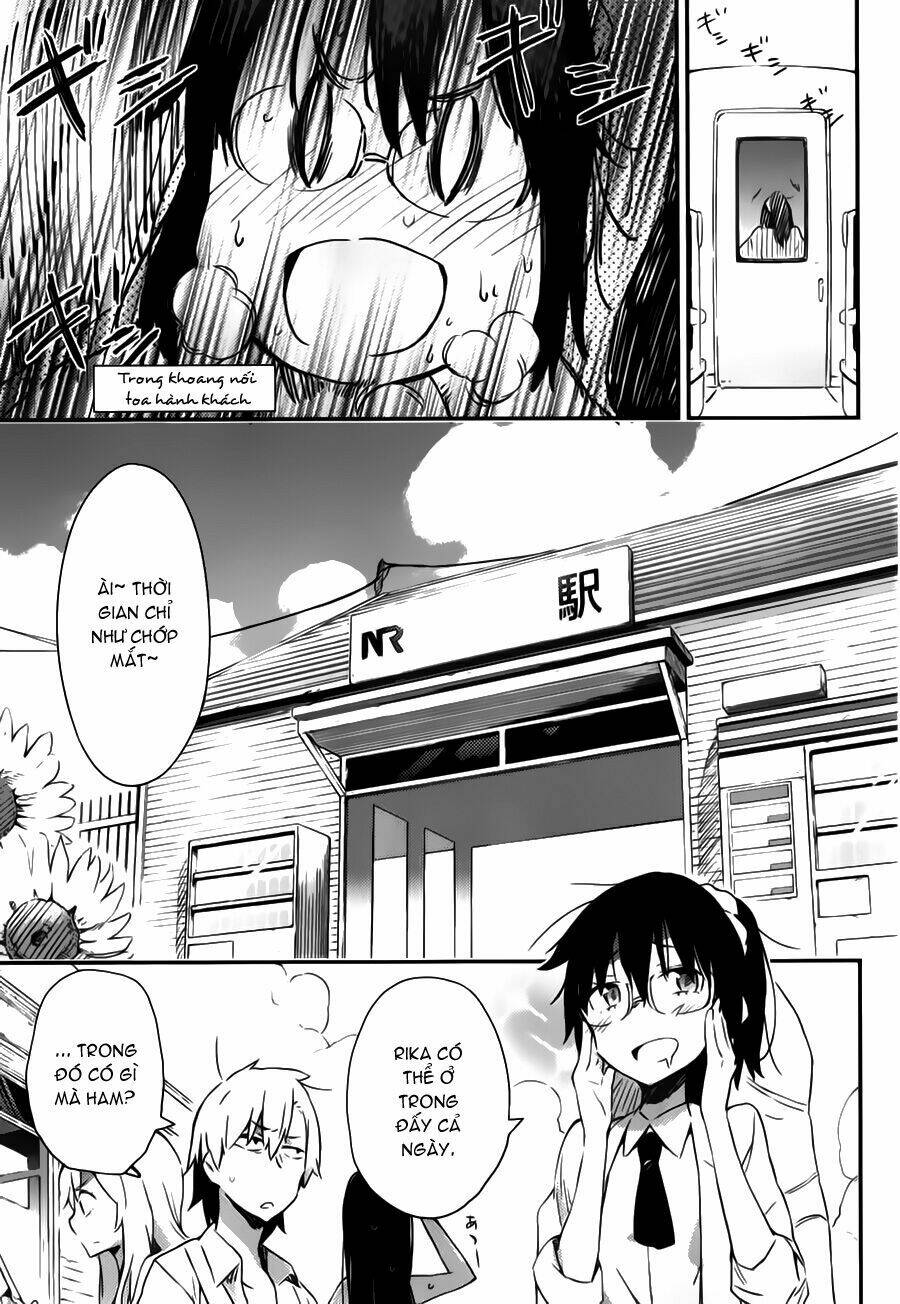 ギシ
ギシ
ギシ
ギシ
ギシ
Trong khoang nối
toa hành khách
ÀI~ THỜI
GIAN CHỈ
NHƯ CHỚP
MẮT~
NR 駅
RIKA CÓ
THỂ Ở
TRONG
ĐẤY CẢ
NGÀY.
... TRONG
ĐÓ CÓ GÌ
MÀ HAM?
あ、